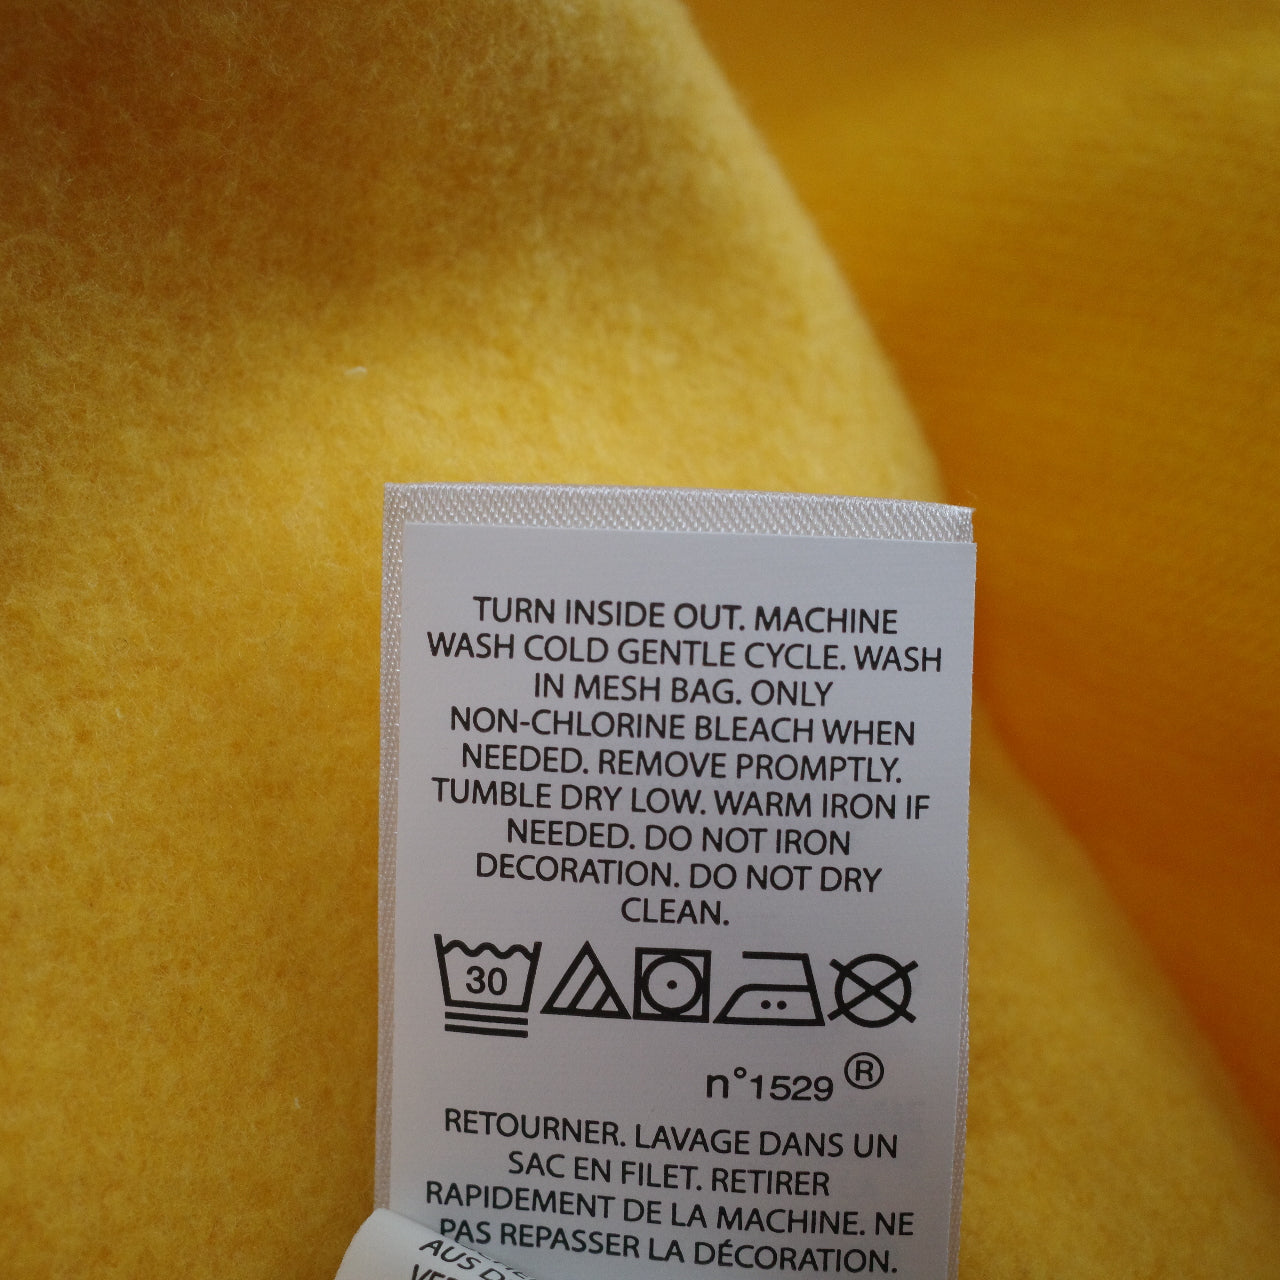 TURN INSIDE OUT. MACHINE
WASH COLD GENTLE CYCLE. WASH
IN MESH BAG. ONLY
NON-CHLORINE BLEACH WHEN
NEEDED. REMOVE PROMPTLY.
TUMBLE DRY LOW. WARM IRON IF
NEEDED. DO NOT IRON
DECORATION. DO NOT DRY
CLEAN.
30
n°1529 ®
RETOURNER. LAVAGE DANS UN
SAC EN FILET. RETIRER
RAPIDEMENT DE LA MACHINE. NE
PAS REPASSER LA DÉCORATION.
AUS